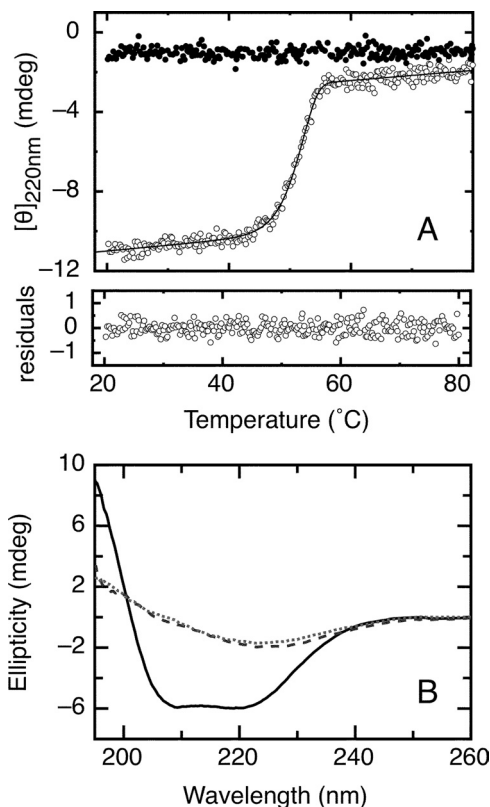 0
−4
−8
−12
[θ]220nm (mdeg)
A
1
0
−1
residuals
20
40
60
80
Temperature (˚C)
10
6
2
−2
−6
Ellipticity (mdeg)
B
200
220
240
260
Wavelength (nm)